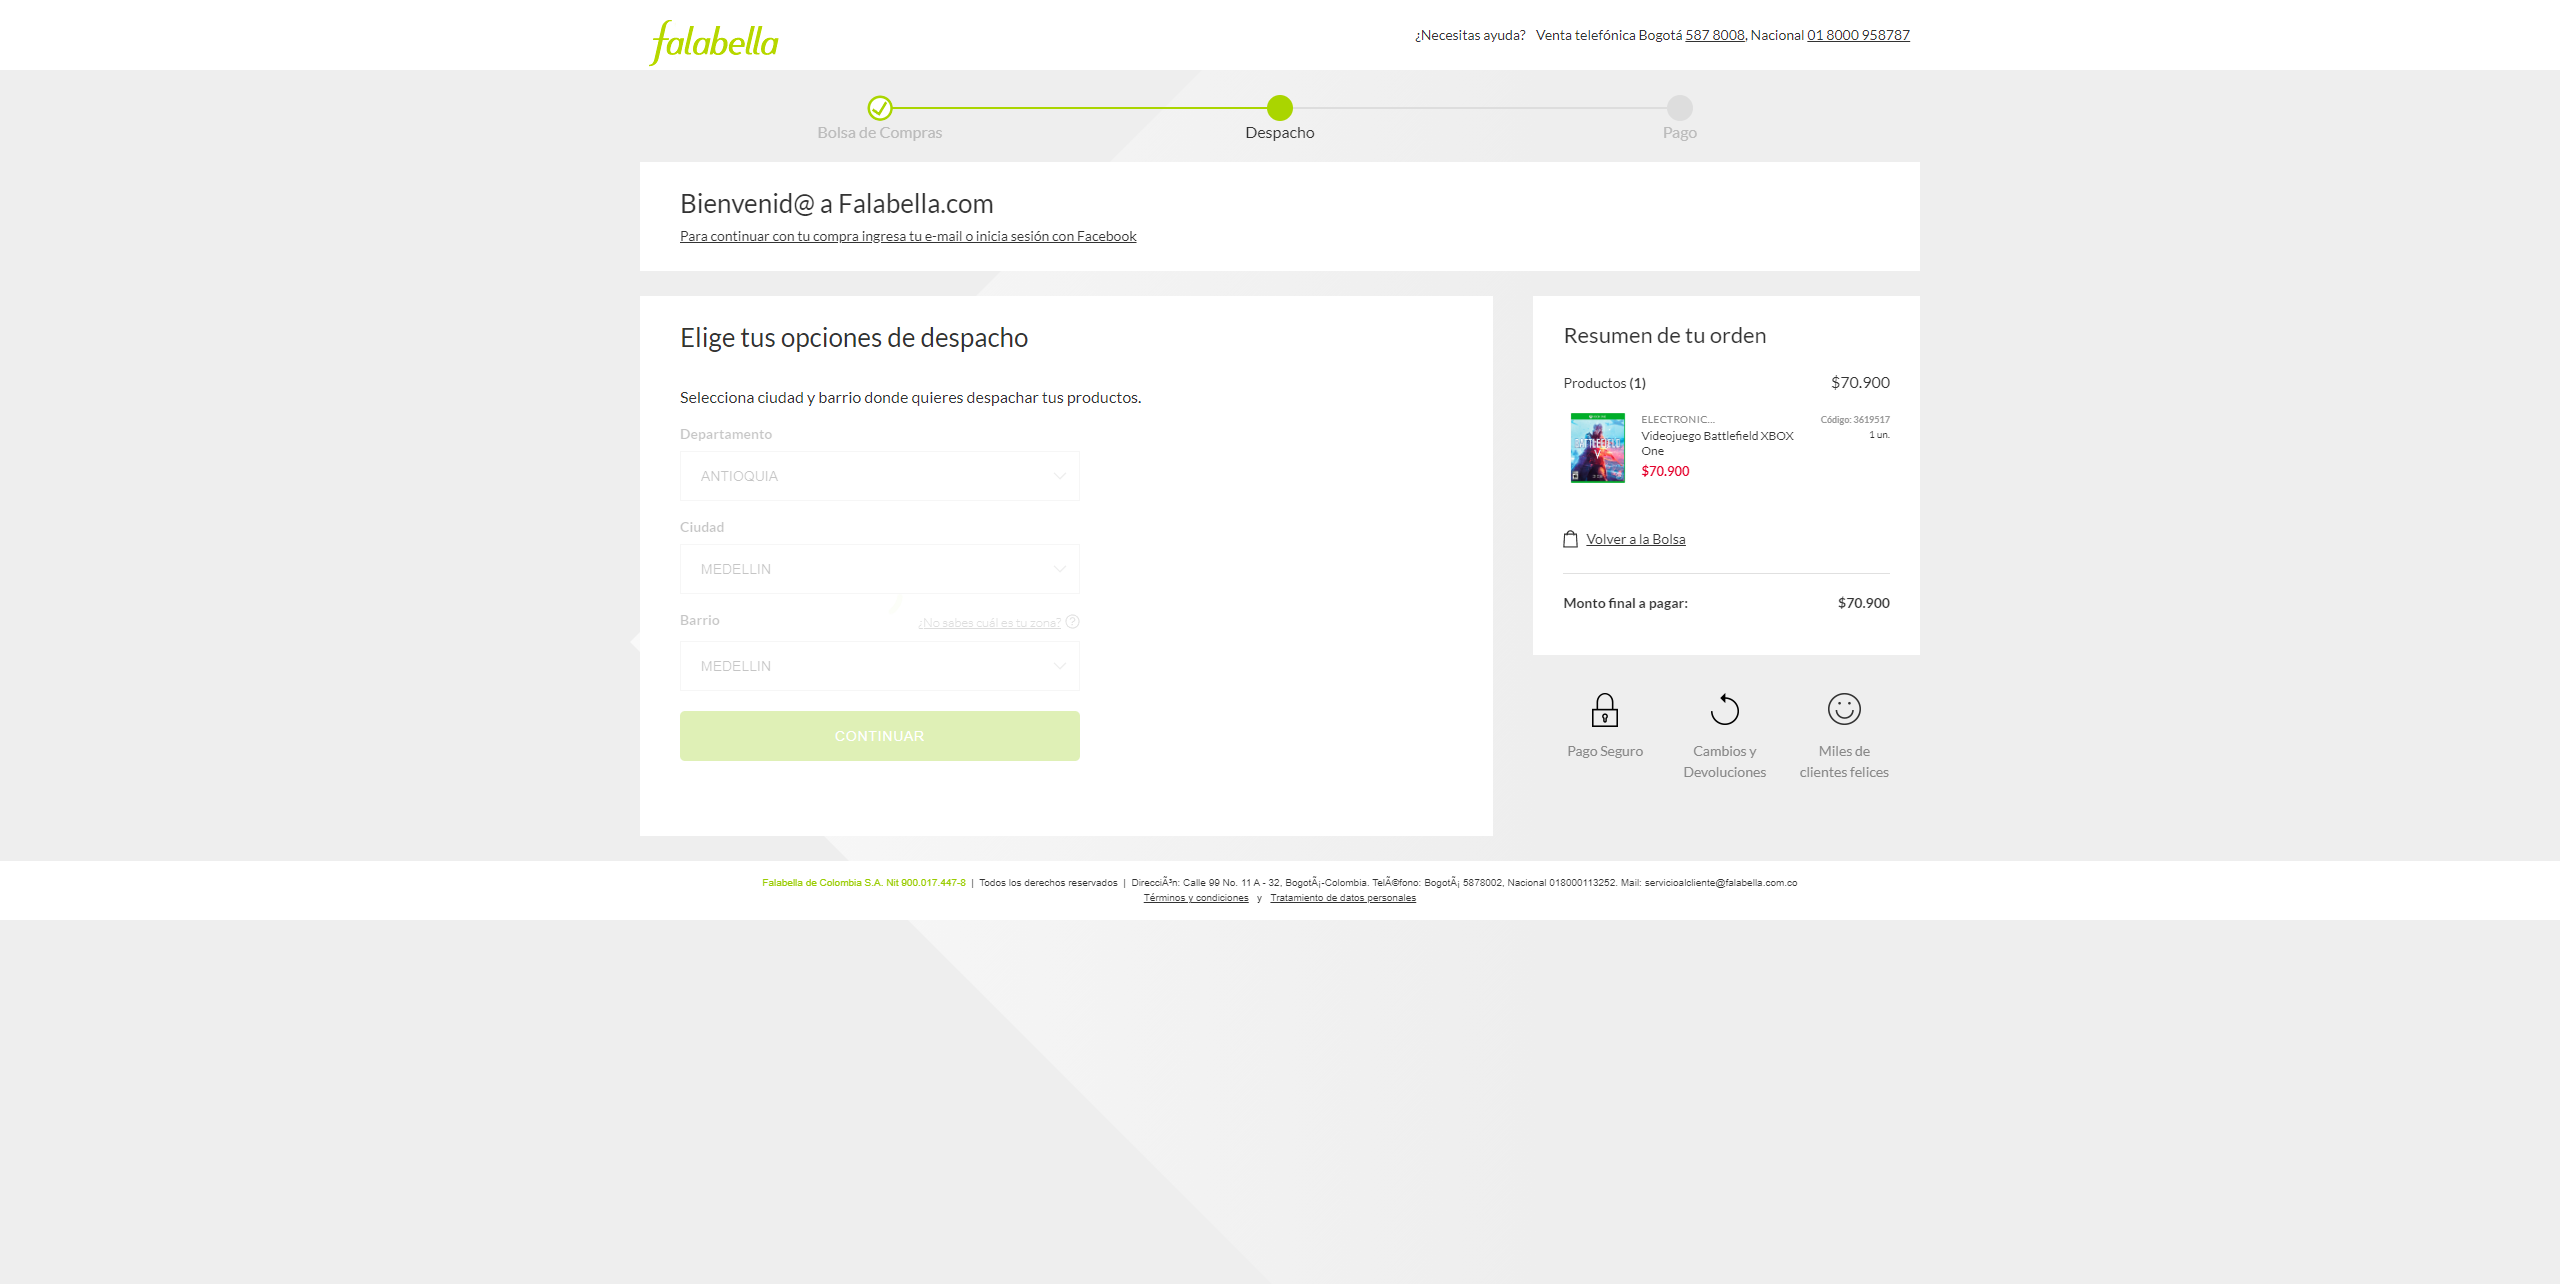 falabella
¿Necesitas ayuda? Venta telefónica Bogotá 587 8008, Nacional 01 8000 958787
Bolsa de Compras
Despacho
Pago
Bienvenid@ a Falabella.com
Para continuar con tu compra ingresa tu e-mail o inicia sesión con Facebook
Elige tus opciones de despacho
Selecciona ciudad y barrio donde quieres despachar tus productos.
Departamento
ANTIOQUIA
Ciudad
MEDELLIN
Barrio
¿No sabes cuál es tu zona? ?
MEDELLIN
CONTINUAR
Resumen de tu orden
Productos (1) $70.900
BATTLEFIELD
V
ELECTRONIC... Código: 3619517
Videojuego Battlefield XBOX 1 un.
One
$70.900
Volver a la Bolsa
Monto final a pagar: $70.900
Pago Seguro
Cambios y
Devoluciones
Miles de
clientes felices
Falabella de Colombia S.A. Nit 900.017.447-8 | Todos los derechos reservados | DirecciÃ³n: Calle 99 No. 11 A - 32, BogotÃ¡-Colombia. TelÃ©fono: BogotÃ¡ 5878002, Nacional 018000113252. Mail: servicioalcliente@falabella.com.co
Términos y condiciones y Tratamiento de datos personales